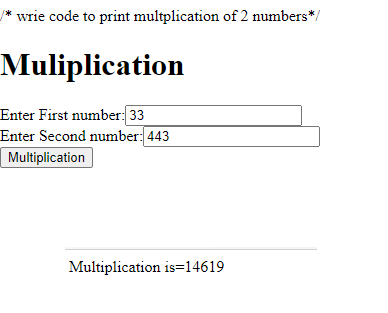 /* wrie code to print multplication of 2 numbers*/
Muliplication
Enter First number: 33
Enter Second number: 443
Multiplication
Multiplication is=14619